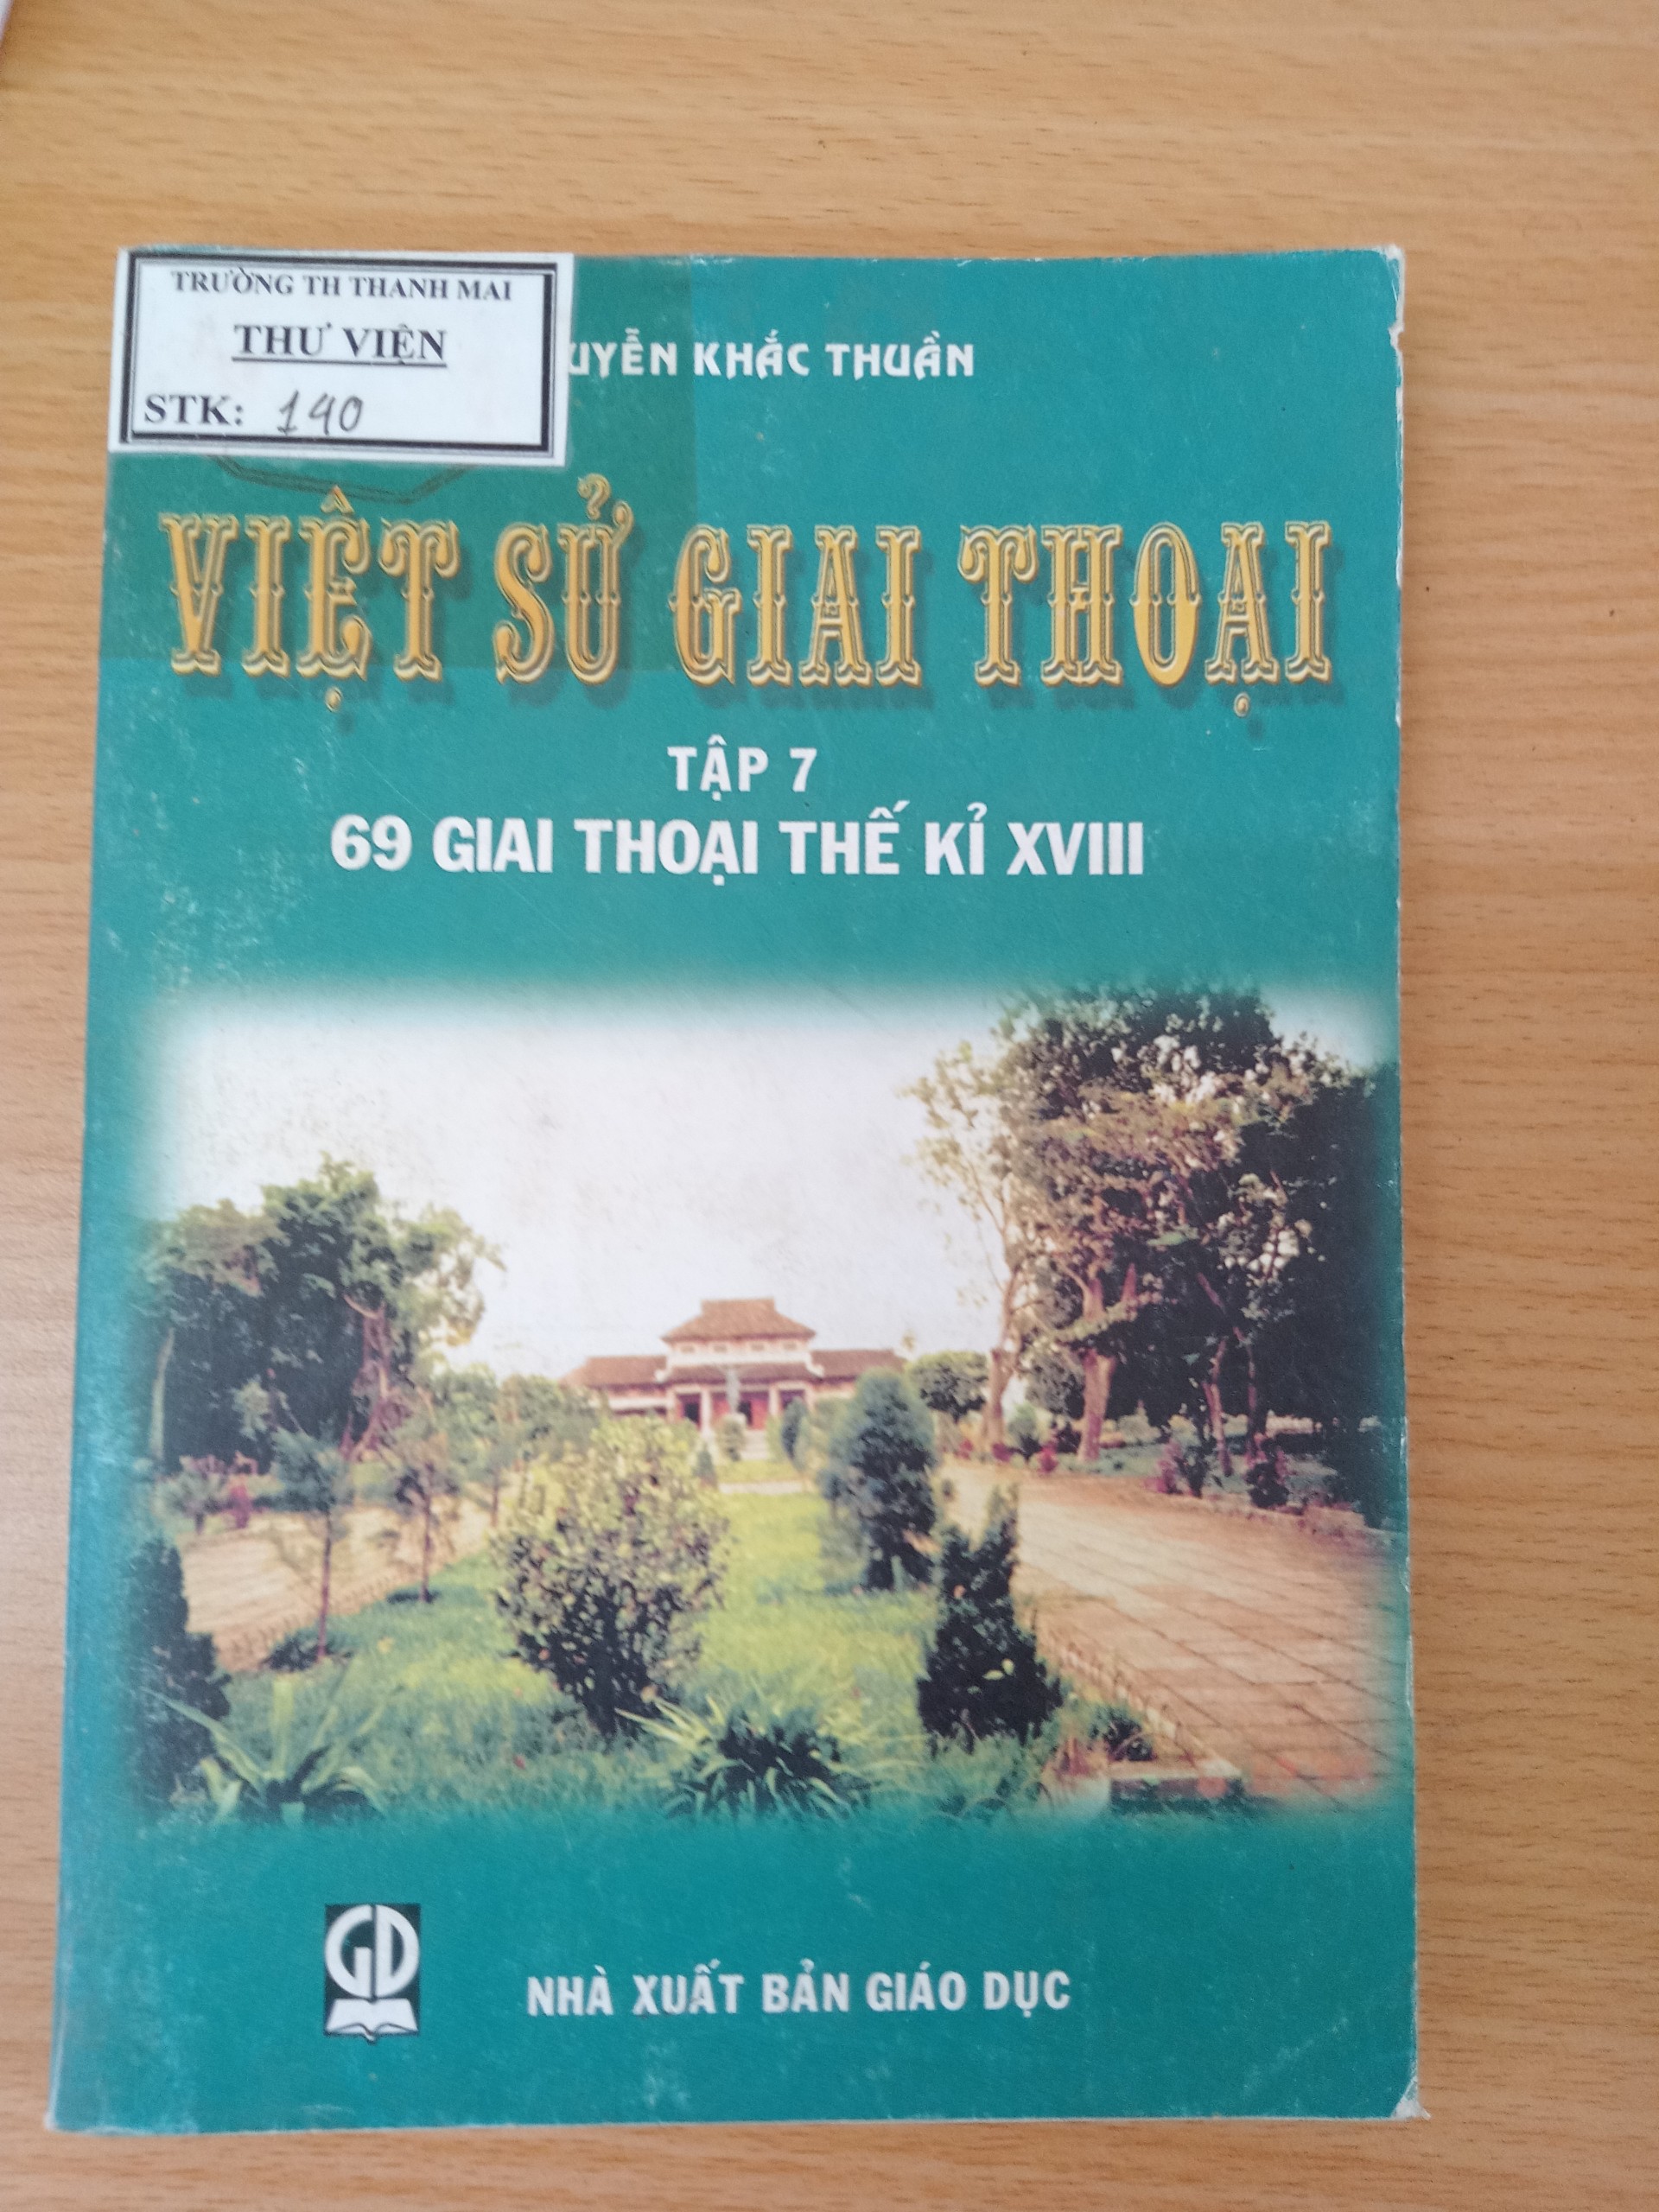 TRƯỜNG TH THANH MAI
THƯ VIỆN
STK: 140
UYỄN KHẮC THUẦN
VIỆT SỬ GIAI THOẠI
TẬP 7
69 GIAI THOẠI THẾ KỈ XVIII
GD
NHÀ XUẤT BẢN GIÁO DỤC